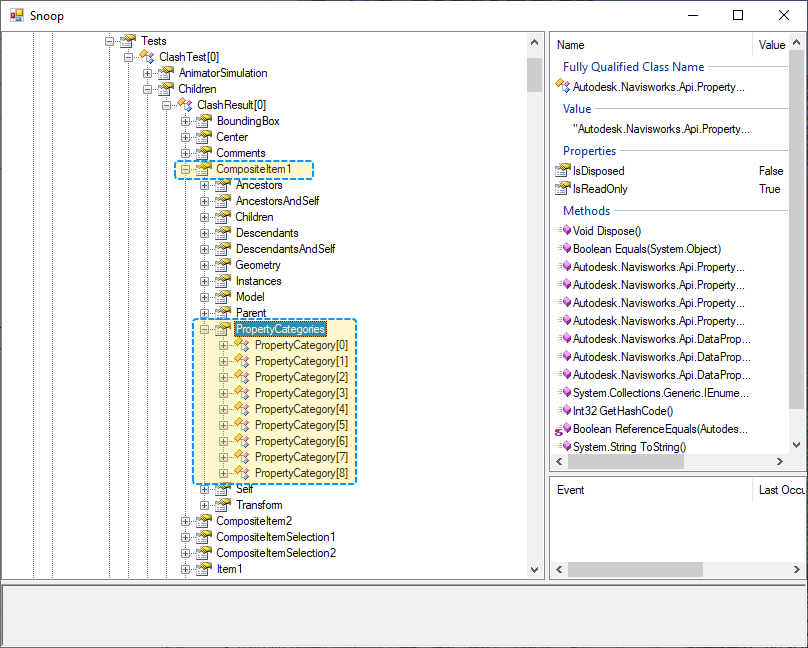 Snoop
Tests
ClashTest[0]
AnimatorSimulation
Children
ClashResult[0]
BoundingBox
Center
Comments
CompositeItem1
Ancestors
AncestorsAndSelf
Children
Descendants
DescendantsAndSelf
Geometry
Instances
Model
Parent
PropertyCategories
PropertyCategory[0]
PropertyCategory[1]
PropertyCategory[2]
PropertyCategory[3]
PropertyCategory[4]
PropertyCategory[5]
PropertyCategory[6]
PropertyCategory[7]
PropertyCategory[8]
Self
Transform
CompositeItem2
CompositeItemSelection1
CompositeItemSelection2
Item1
Name Value
Fully Qualified Class Name
Autodesk.Navisworks.Api.Property...
Value
"Autodesk.Navisworks.Api.Property...
Properties
IsDisposed False
IsReadOnly True
Methods
Void Dispose()
Boolean Equals(System.Object)
Autodesk.Navisworks.Api.Property...
Autodesk.Navisworks.Api.Property...
Autodesk.Navisworks.Api.Property...
Autodesk.Navisworks.Api.Property...
Autodesk.Navisworks.Api.DataProp...
Autodesk.Navisworks.Api.DataProp...
Autodesk.Navisworks.Api.DataProp...
System.Collections.Generic.IEnume...
Int32 GetHashCode()
Boolean ReferenceEquals(Autodes...
System.String ToString()
Event Last Occu